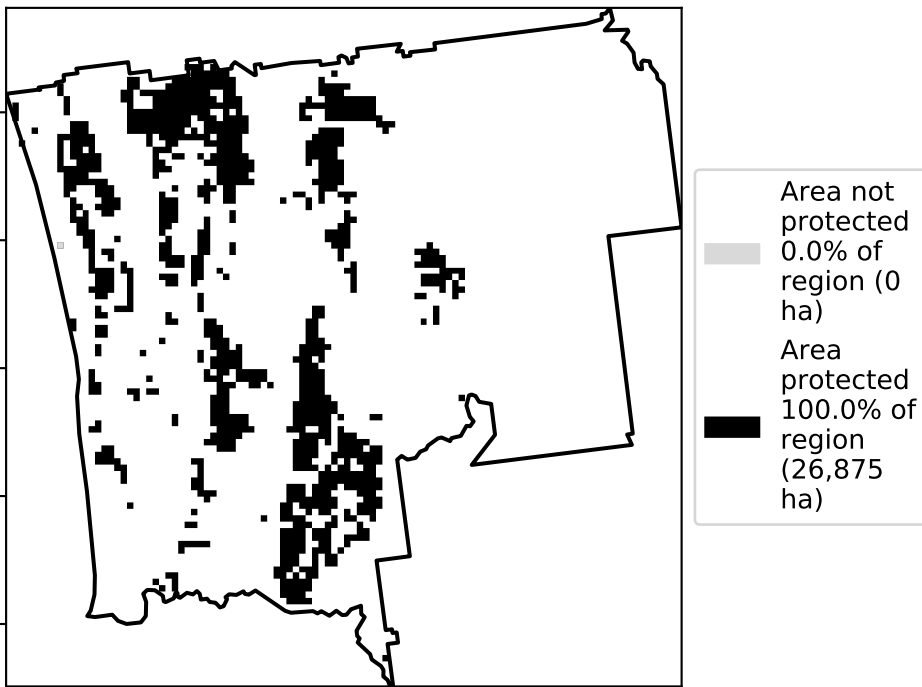 Area not
protected
0.0% of
region (0
ha)
Area
protected
100.0% of
region
(26,875
ha)